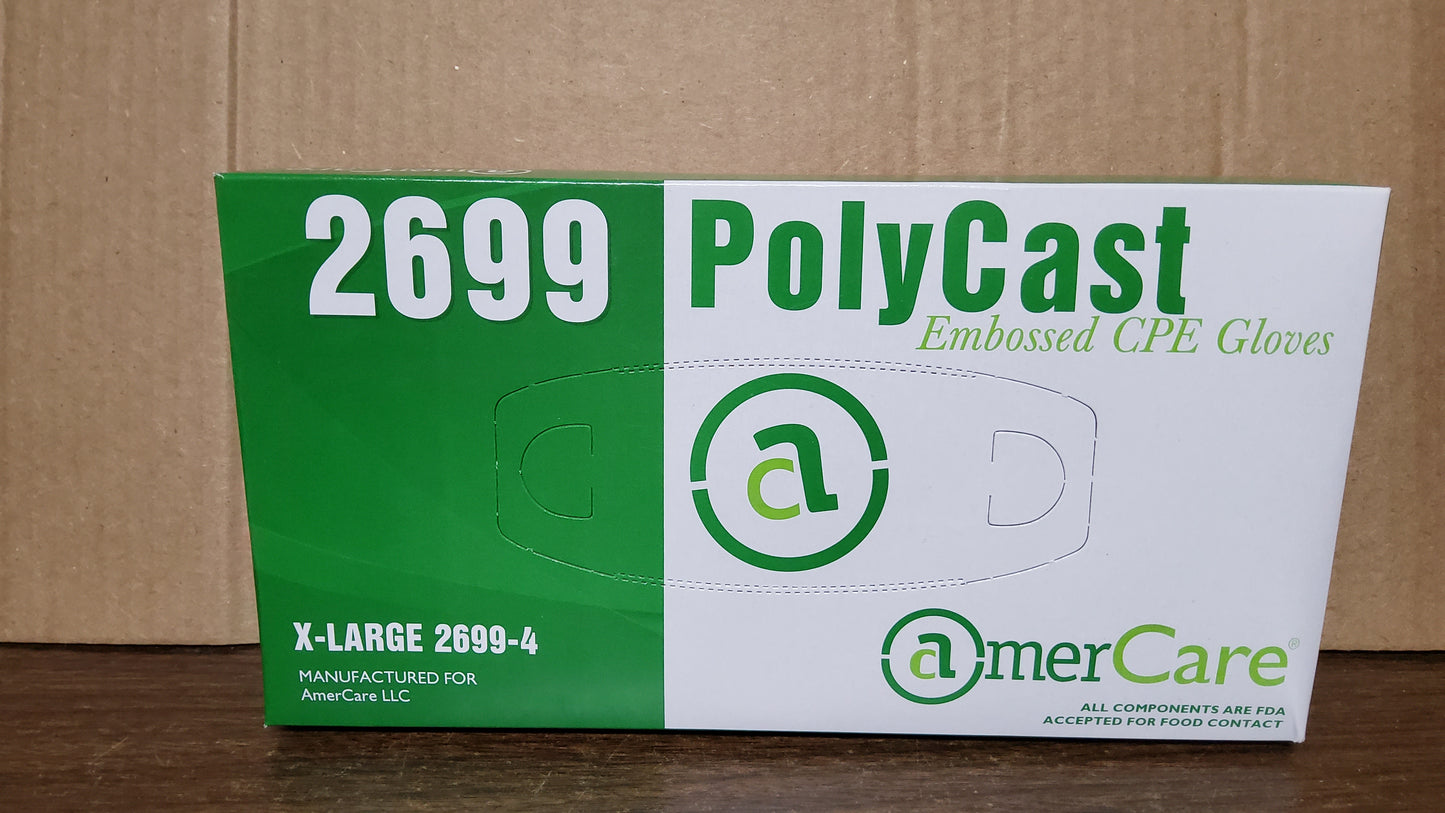 2699
PolyCast
Embossed CPE Gloves
a
X-LARGE 2699-4
MANUFACTURED FOR
AmerCare LLC
amerCare®
ALL COMPONENTS ARE FDA
ACCEPTED FOR FOOD CONTACT